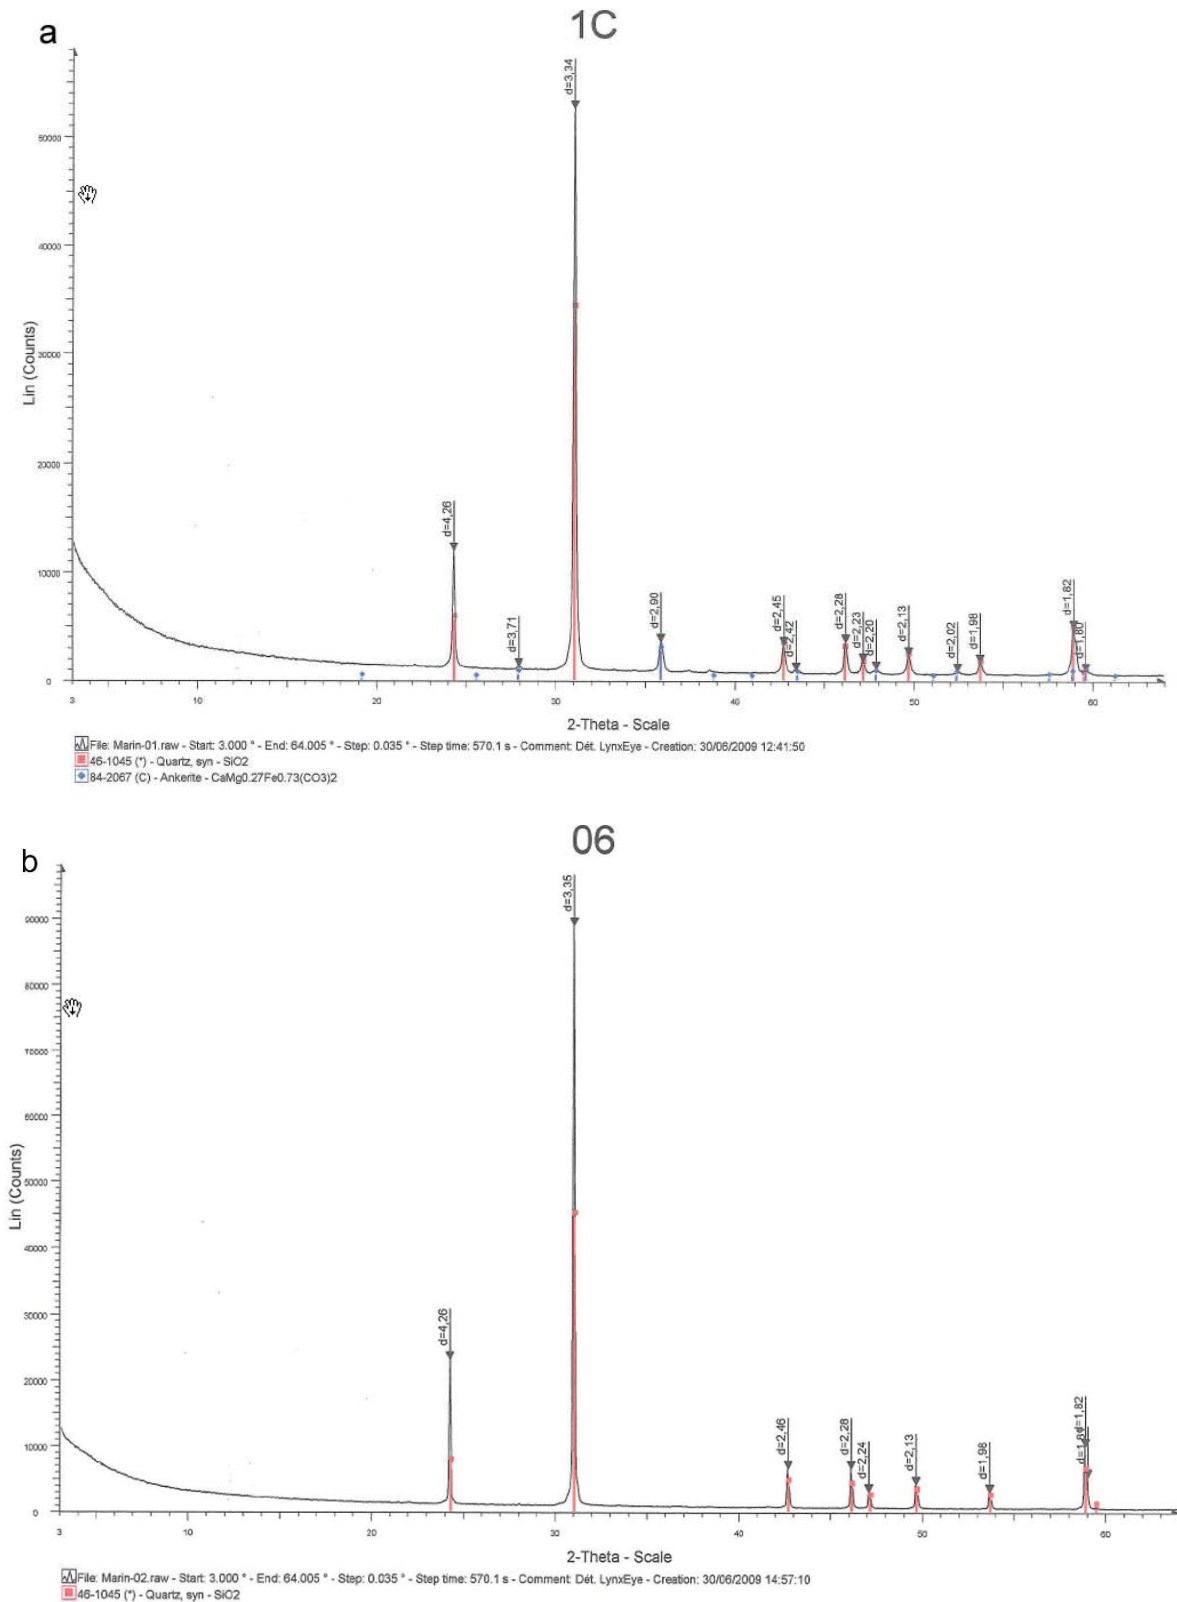 a
1C
d=3,34
50000
40000
30000
20000
10000
0
Lin (Counts)
d=4,26
d=3,71
d=2,90
d=2,45
d=2,42
d=2,28
d=2,23
d=2,20
d=2,13
d=2,02
d=1,98
d=1,82
d=1,80
3 10 20 30 40 50 60
2-Theta - Scale
File: Marin-01.raw - Start: 3.000 ° - End: 64.005 ° - Step: 0.035 ° - Step time: 570.1 s - Comment: Dét. LynxEye - Creation: 30/06/2009 12:41:50
46-1045 (*) - Quartz, syn - SiO2
84-2067 (C) - Ankerite - CaMg0.27Fe0.73(CO3)2
b
06
d=3,35
90000
80000
70000
60000
50000
40000
30000
20000
10000
0
Lin (Counts)
d=4,26
d=2,46
d=2,28
d=2,24
d=2,13
d=1,98
d=1,82
3 10 20 30 40 50 60
2-Theta - Scale
File: Marin-02.raw - Start: 3.000 ° - End: 64.005 ° - Step: 0.035 ° - Step time: 570.1 s - Comment: Dét. LynxEye - Creation: 30/06/2009 14:57:10
46-1045 (*) - Quartz, syn - SiO2